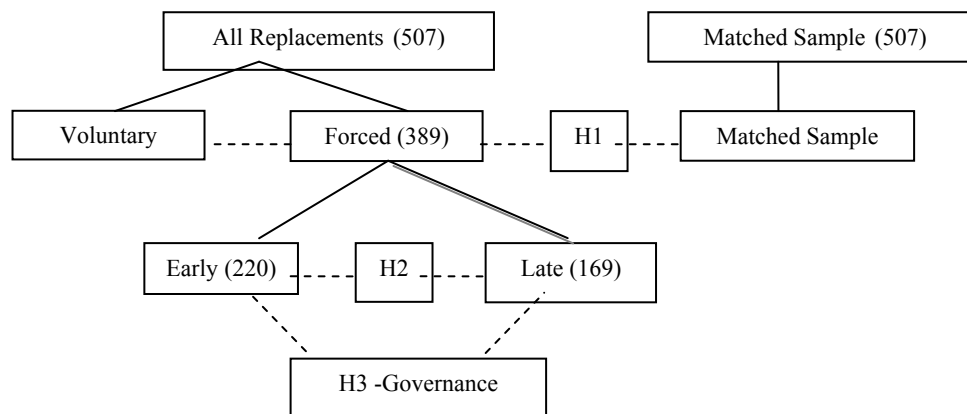 All Replacements (507)
Matched Sample (507)
Voluntary
Forced (389)
H1
Matched Sample
Early (220)
H2
Late (169)
H3 -Governance